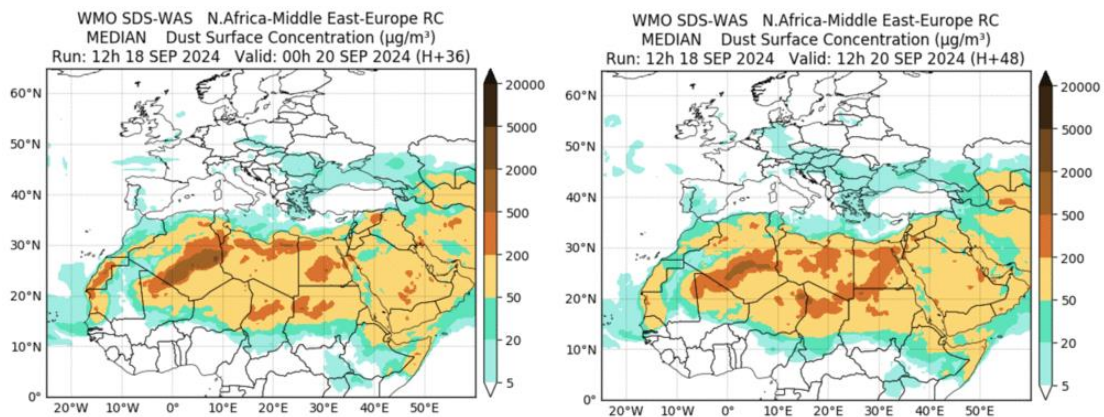 WMO SDS-WAS N.Africa-Middle East-Europe RC
MEDIAN Dust Surface Concentration (µg/m³)
Run: 12h 18 SEP 2024 Valid: 00h 20 SEP 2024 (H+36)
60°N
50°N
40°N
30°N
20°N
10°N
0°
20°W
10°W
0°
10°E
20°E
30°E
40°E
50°E
20000
5000
2000
500
200
50
20
5
WMO SDS-WAS N.Africa-Middle East-Europe RC
MEDIAN Dust Surface Concentration (µg/m³)
Run: 12h 18 SEP 2024 Valid: 12h 20 SEP 2024 (H+48)
60°N
50°N
40°N
30°N
20°N
10°N
0°
20°W
10°W
0°
10°E
20°E
30°E
40°E
50°E
20000
5000
2000
500
200
50
20
5